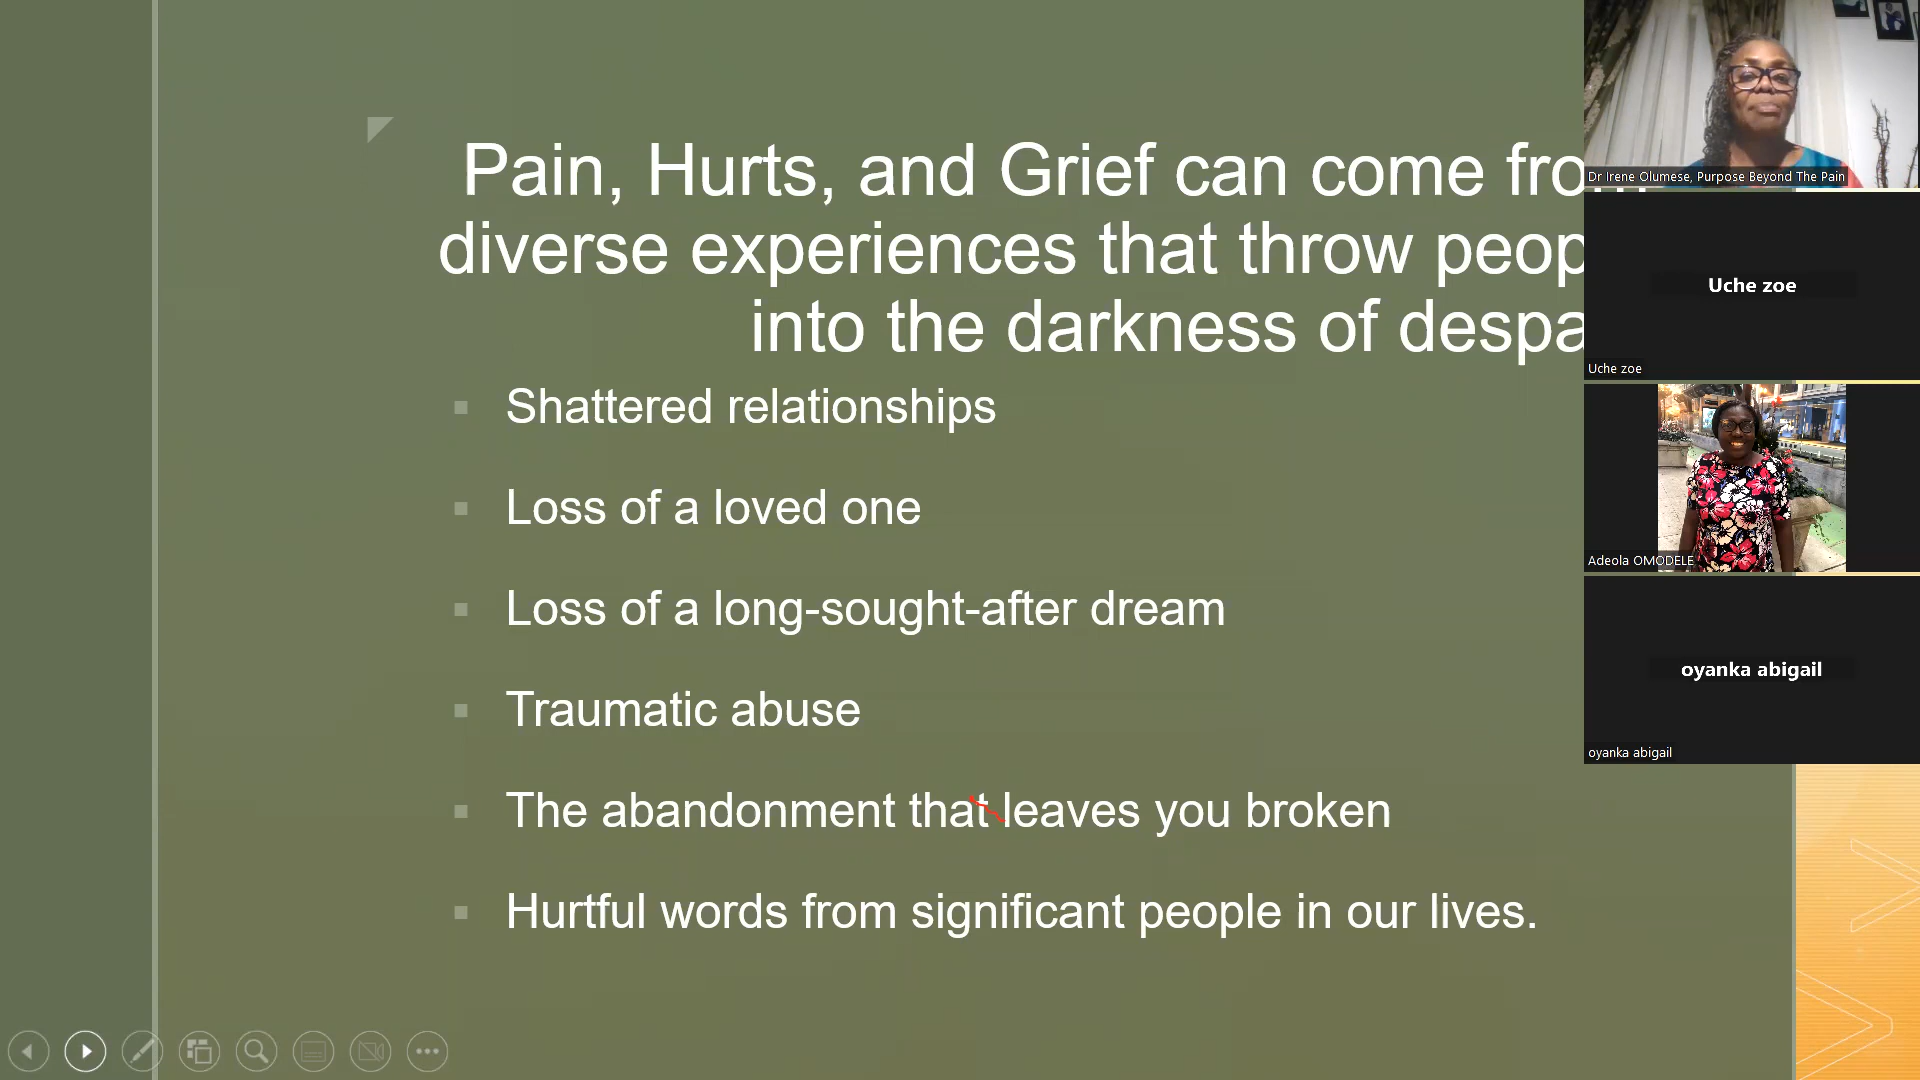 Pain, Hurts, and Grief can come from
diverse experiences that throw peop
into the darkness of despa
Shattered relationships
Loss of a loved one
Loss of a long-sought-after dream
Traumatic abuse
The abandonment that leaves you broken
Hurtful words from significant people in our lives.
Dr Irene Olumese, Purpose Beyond The Pain
Uche zoe
Uche zoe
Adeola OMODELE
oyanka abigail
oyanka abigail